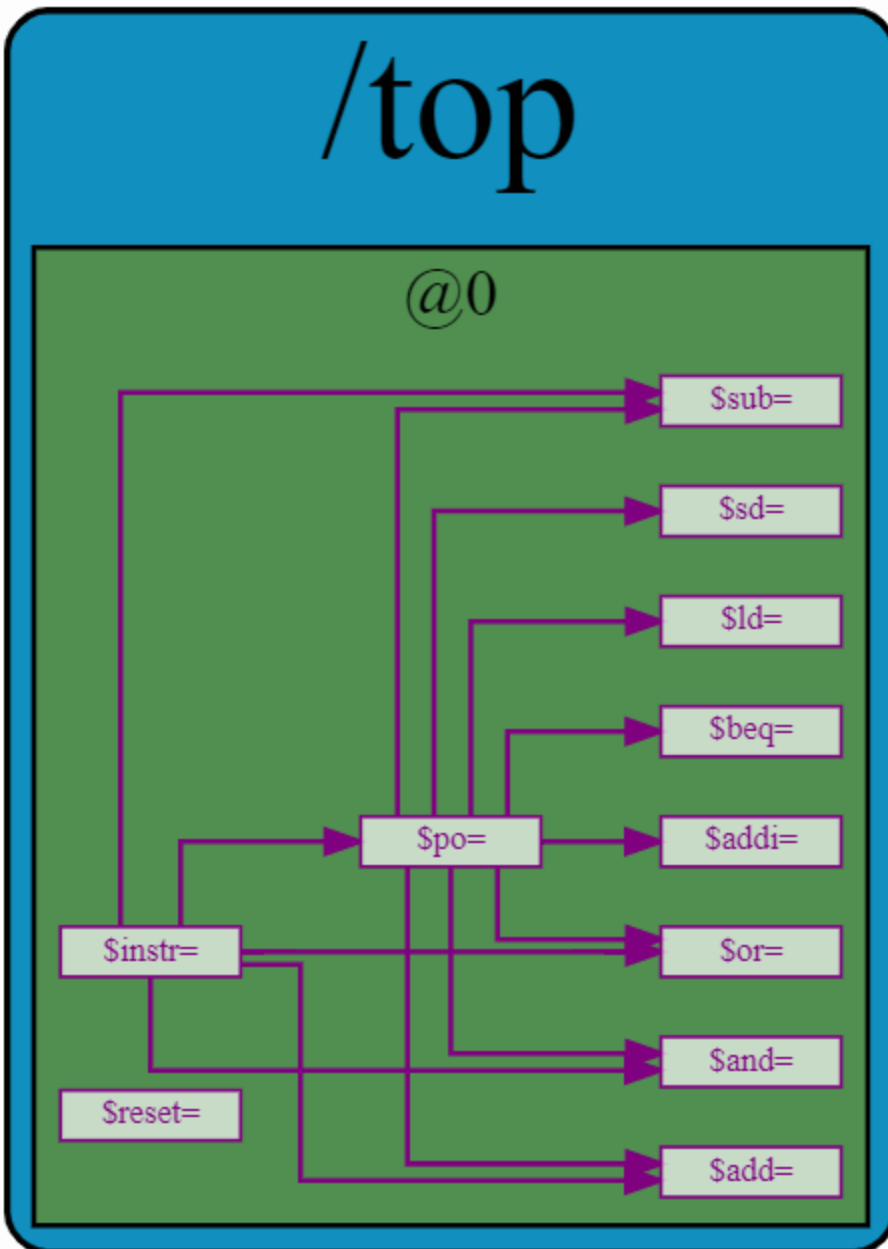 /top
@0
$sub=
$sd=
$ld=
$beq=
$po=
$addi=
$instr=
$or=
$and=
$reset=
$add=